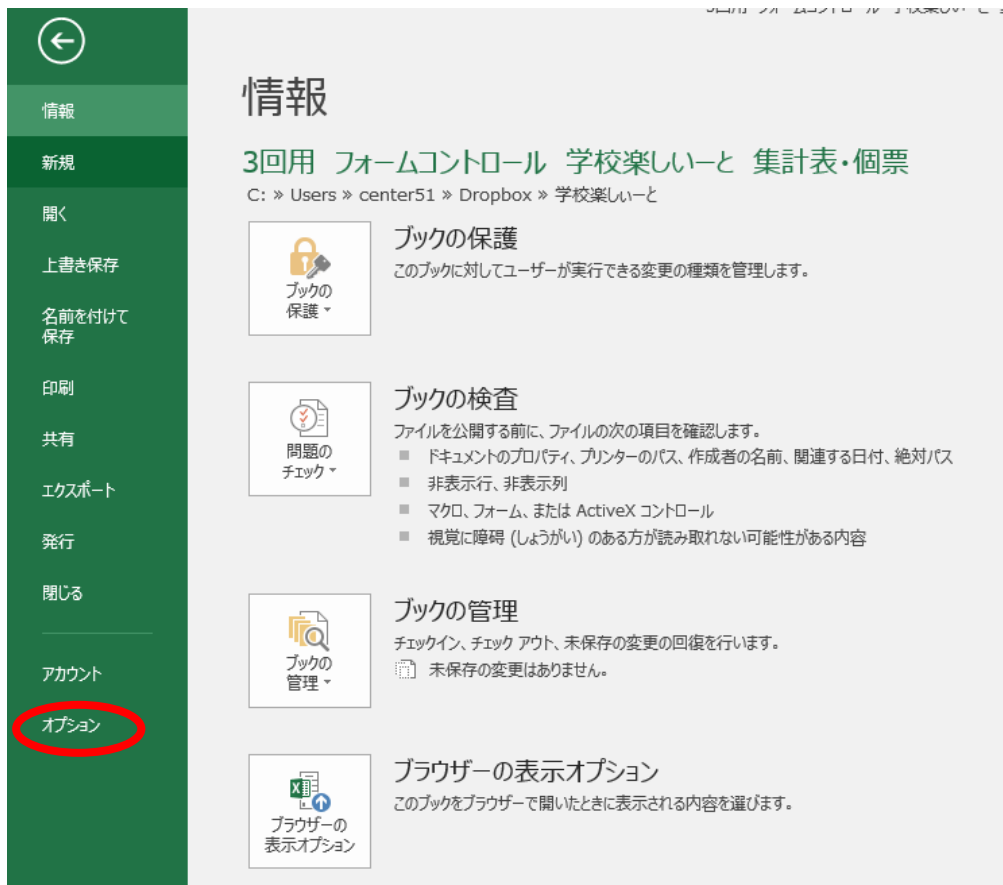 情報
新規
開く
上書き保存
名前を付けて
保存
印刷
共有
エクスポート
発行
閉じる
アカウント
オプション
情報
3回用 フォームコントロール 学校楽しいーと 集計表・個票
C: » Users » center51 » Dropbox » 学校楽しぃーと
ブックの
保護
ブックの保護
このブックに対してユーザーが実行できる変更の種類を管理します。
問題の
チェック
ブックの検査
ファイルを公開する前に、ファイルの次の項目を確認します。
ドキュメントのプロパティ、プリンターのパス、作成者の名前、関連する日付、絶対パス
非表示行、非表示列
マクロ、フォーム、または ActiveX コントロール
視覚に障碍 (しょうがい) のある方が読み取れない可能性がある内容
ブックの
管理
ブックの管理
チェックイン、チェック アウト、未保存の変更の回復を行います。
未保存の変更はありません。
ブラウザーの
表示オプション
ブラウザーの表示オプション
このブックをブラウザーで開いたときに表示される内容を選びます。